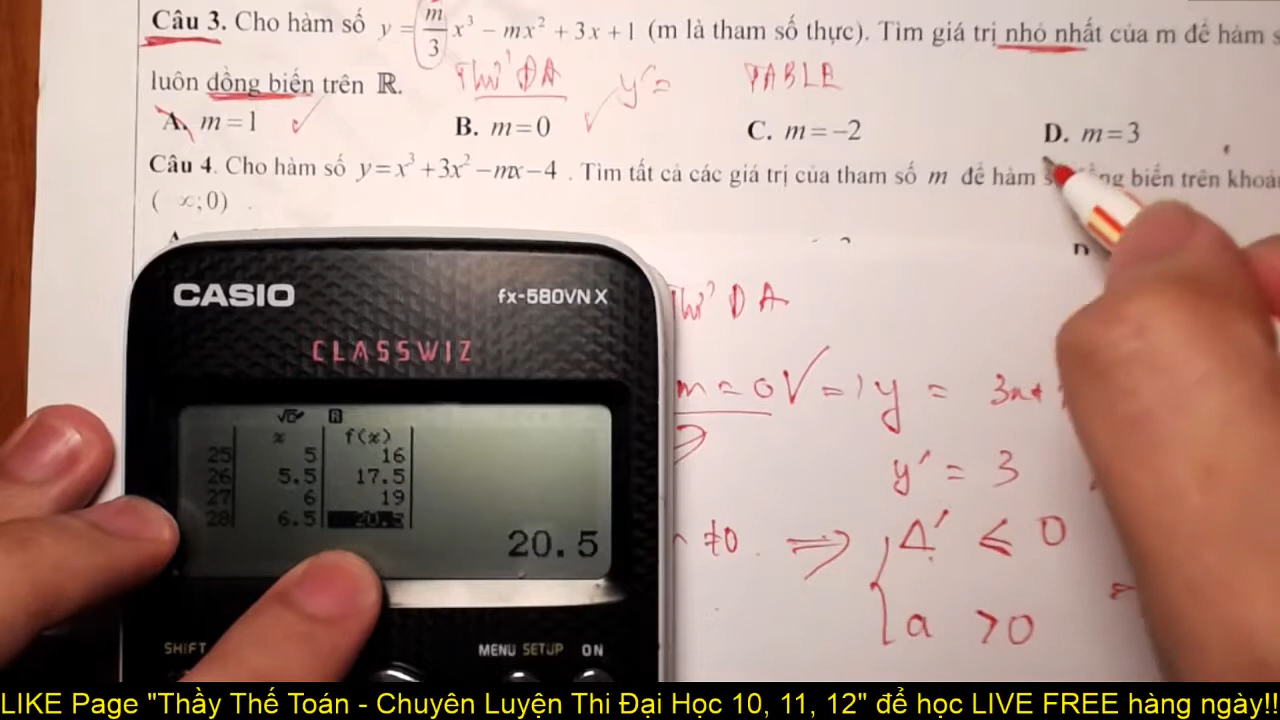 Câu 3. Cho hàm số y = m/3 x³ − mx² + 3x + 1 (m là tham số thực). Tìm giá trị nhỏ nhất của m để hàm s
luôn đồng biến trên ℝ.
THỬ ĐA y' = TABLE
A. m = 1 B. m = 0 C. m = −2 D. m = 3
Câu 4. Cho hàm số y = x³ + 3x² − mx − 4 . Tìm tất cả các giá trị của tham số m để hàm biến trên khoả
( x;0) .
CASIO fx-580VN X
CLASSWIZ
√ R
x f(x)
25 5 16
26 5.5 17.5
27 6 19
28 6.5 20.5
20.5
SHIFT MENU SETUP ON
THỬ ĐA
m = 0 V = ) y = 3x+
y' = 3
≠0 ⇒ Δ' ≤ 0
a > 0
LIKE Page "Thầy Thế Toán - Chuyên Luyện Thi Đại Học 10, 11, 12" để học LIVE FREE hàng ngày!!